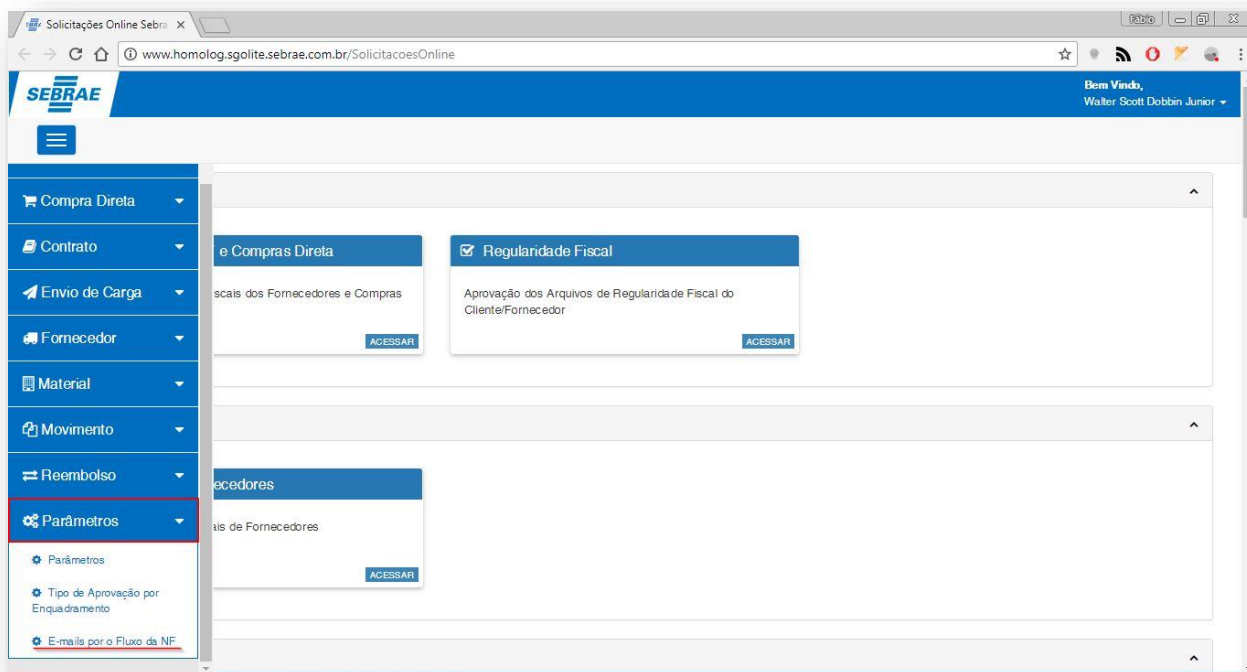 Solicitações Online Sebra
Fábio
www.homolog.sgolite.sebrae.com.br/SolicitacoesOnline
SEBRAE
Bem Vindo,
Walter Scott Dobbin Junior
Compra Direta
Contrato
Envio de Carga
Fornecedor
Material
Movimento
Reembolso
Parâmetros
Parâmetros
Tipo de Aprovação por
Enquadramento
E-mails por o Fluxo da NF
e Compras Direta
scais dos Fornecedores e Compras
ACESSAR
Regularidade Fiscal
Aprovação dos Arquivos de Regularidade Fiscal do
Cliente/Fornecedor
ACESSAR
ecedores
ais de Fornecedores
ACESSAR